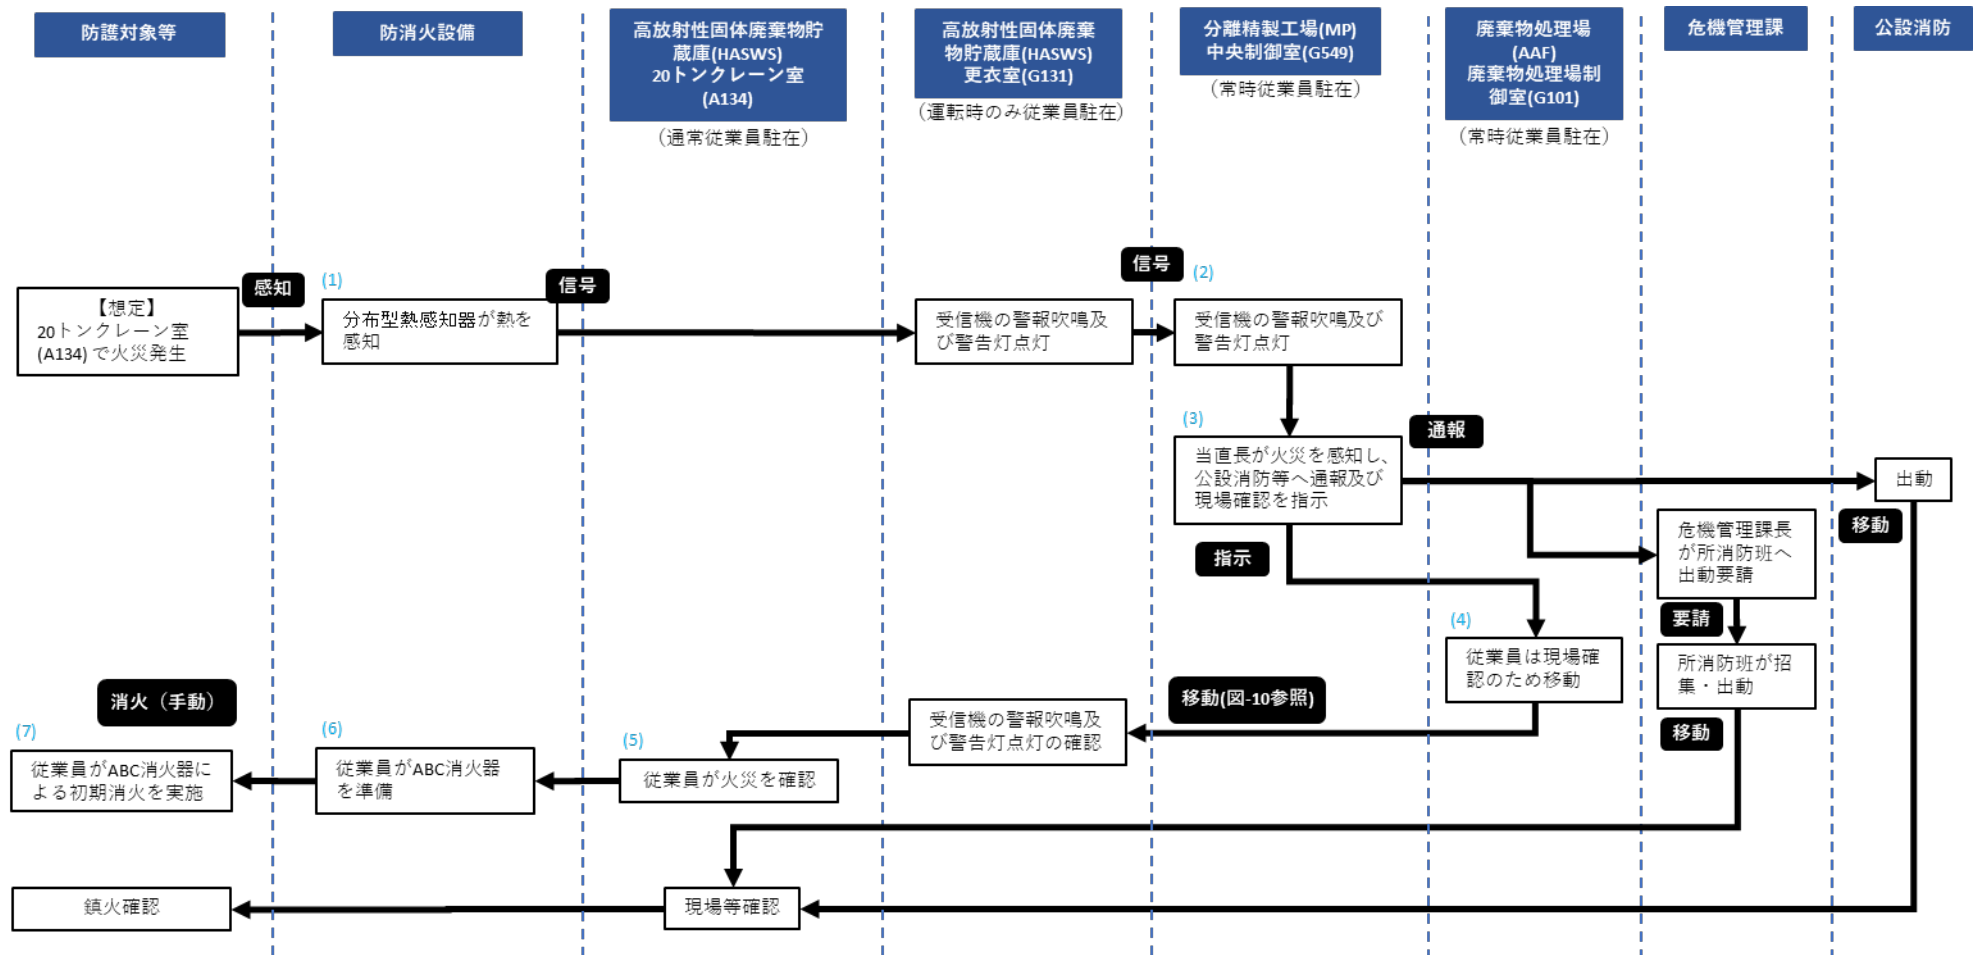 防護対象等
防消火設備
高放射性固体廃棄物貯
蔵庫(HASWS)
20トンクレーン室
(A134)
（通常従業員駐在）
高放射性固体廃棄
物貯蔵庫(HASWS)
更衣室(G131)
（運転時のみ従業員駐在）
分離精製工場(MP)
中央制御室(G549)
（常時従業員駐在）
廃棄物処理場
(AAF)
廃棄物処理場制
御室(G101)
（常時従業員駐在）
危機管理課
公設消防
【想定】
20トンクレーン室
(A134) で火災発生
感知
(1)
分布型熱感知器が熱を
感知
信号
受信機の警報吹鳴及
び警告灯点灯
信号
(2)
受信機の警報吹鳴及び
警告灯点灯
(3)
当直長が火災を感知し、
公設消防等へ通報及び
現場確認を指示
通報
出動
移動
危機管理課長
が所消防班へ
出動要請
指示
要請
(4)
従業員は現場確
認のため移動
所消防班が招
集・出動
移動
移動(図-10参照)
受信機の警報吹鳴及
び警告灯点灯の確認
(5)
従業員が火災を確認
(6)
従業員がABC消火器
を準備
消火（手動）
(7)
従業員がABC消火器に
よる初期消火を実施
現場等確認
鎮火確認